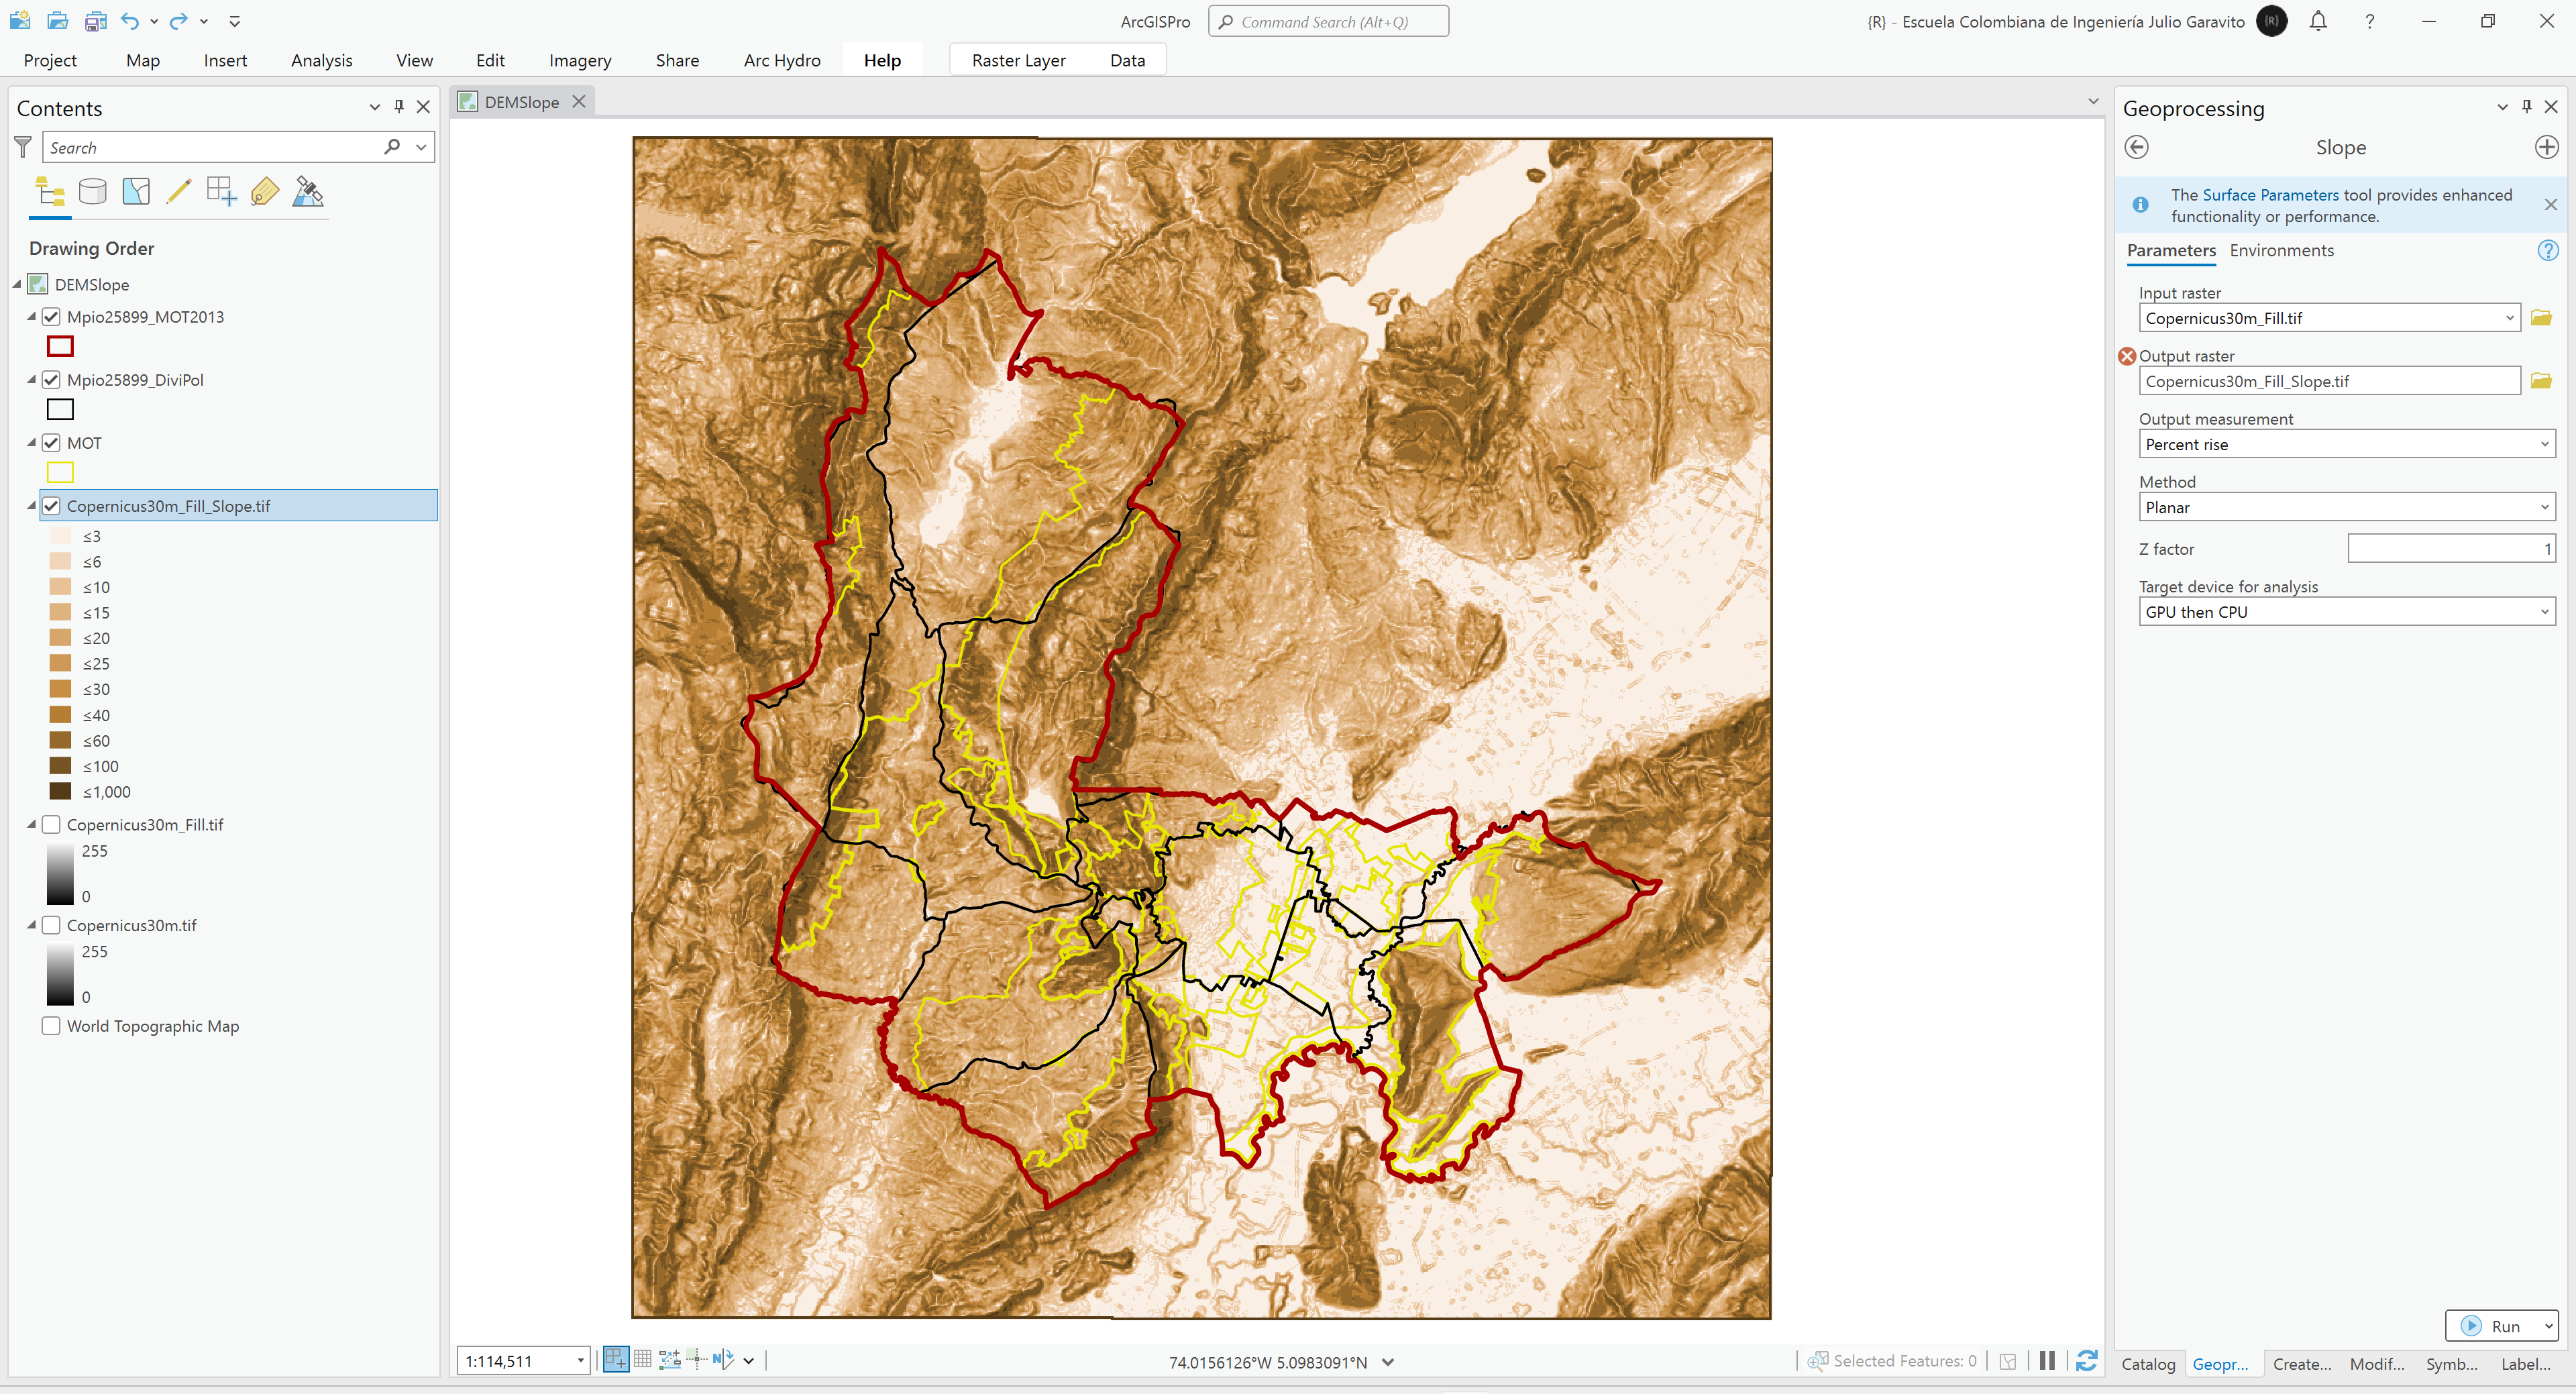 ArcGISPro
Command Search (Alt+Q)
{R} - Escuela Colombiana de Ingeniería Julio Garavito
{R}
?
Project
Map
Insert
Analysis
View
Edit
Imagery
Share
Arc Hydro
Help
Raster Layer
Data
Contents
Search
Drawing Order
DEMSlope
Mpio25899_MOT2013
Mpio25899_DiviPol
MOT
Copernicus30m_Fill_Slope.tif
≤3
≤6
≤10
≤15
≤20
≤25
≤30
≤40
≤60
≤100
≤1,000
Copernicus30m_Fill.tif
255
0
Copernicus30m.tif
255
0
World Topographic Map
DEMSlope
1:114,511
N
74.0156126°W 5.0983091°N
Selected Features: 0
Geoprocessing
Slope
The Surface Parameters tool provides enhanced
functionality or performance.
Parameters Environments
?
Input raster
Copernicus30m_Fill.tif
Output raster
Copernicus30m_Fill_Slope.tif
Output measurement
Percent rise
Method
Planar
Z factor
1
Target device for analysis
GPU then CPU
Run
Catalog
Geopr...
Create...
Modif...
Symb...
Label...